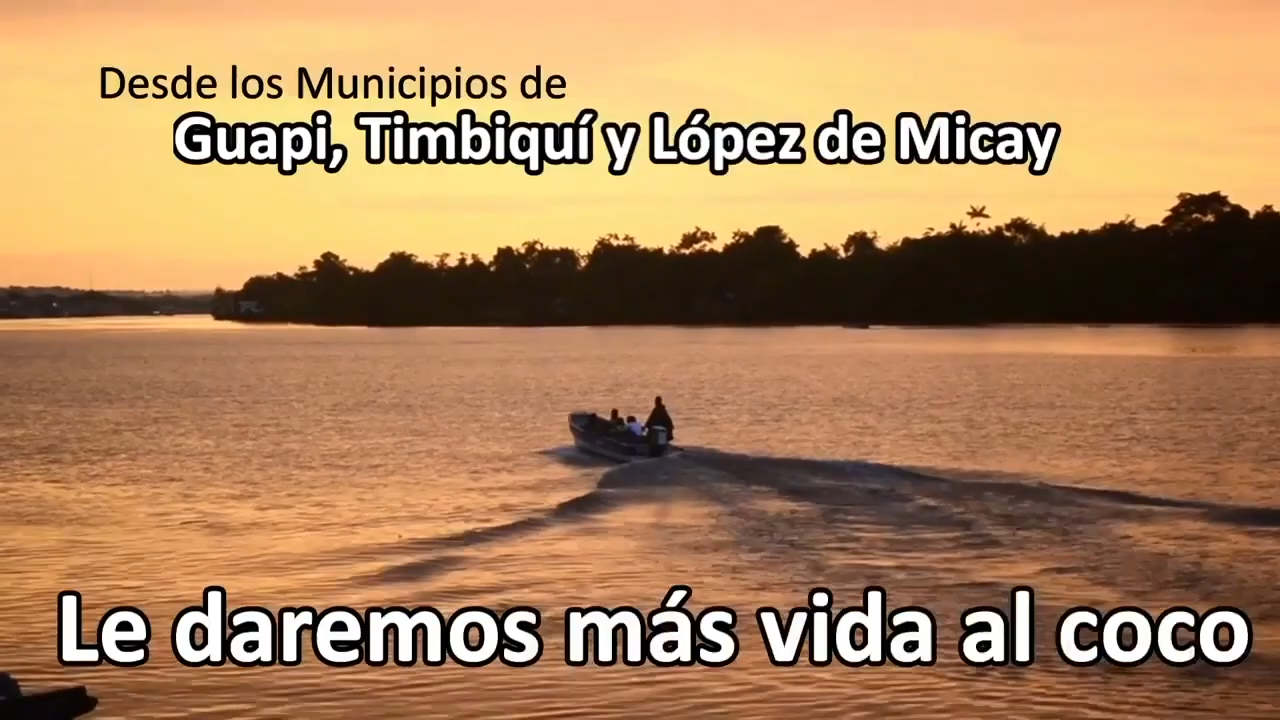 Desde los Municipios de
Guapi, Timbiquí y López de Micay
Le daremos más vida al coco